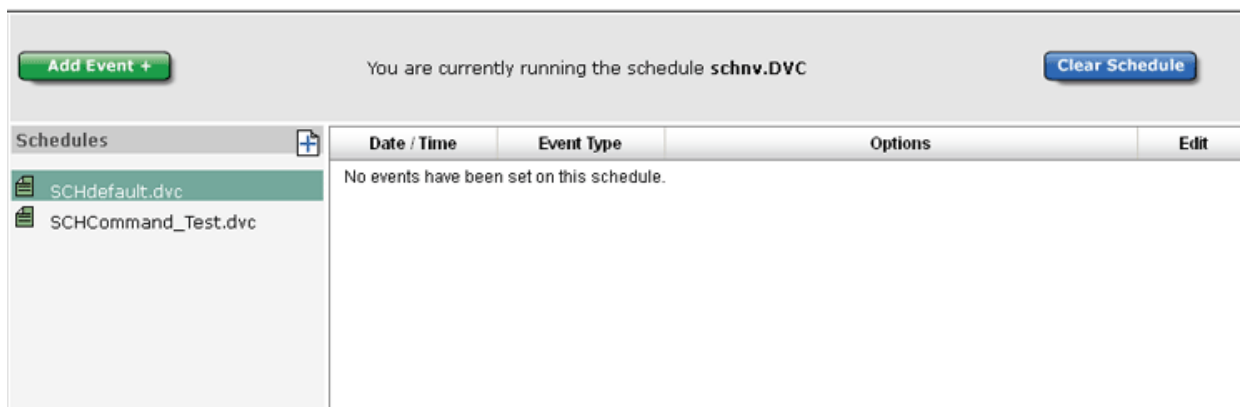 Add Event +
You are currently running the schedule schnv.DVC
Clear Schedule
Schedules
Date / Time
Event Type
Options
Edit
SCHdefault.dvc
No events have been set on this schedule.
SCHCommand_Test.dvc